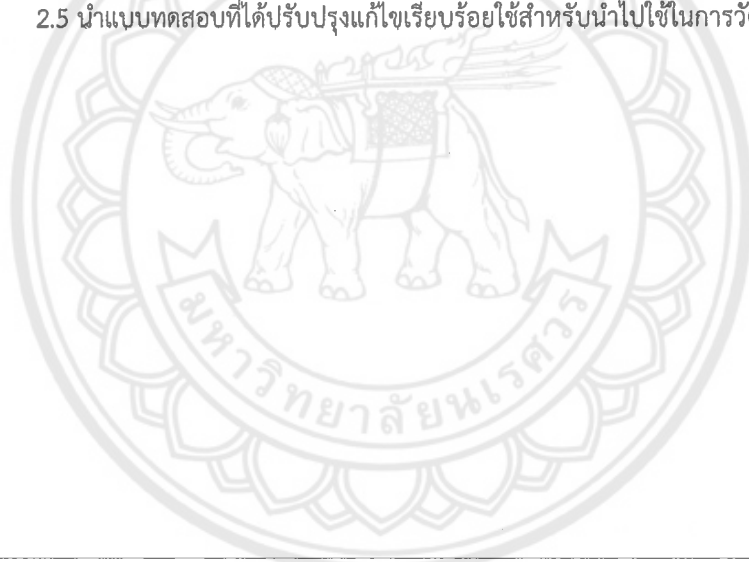 2.5 นำแบบทดสอบที่ได้ปรับปรุงแก้ไขเรียบร้อยใช้สำหรับนำไปใช้ในการวั
มหาวิทยาลัยนเรศวร